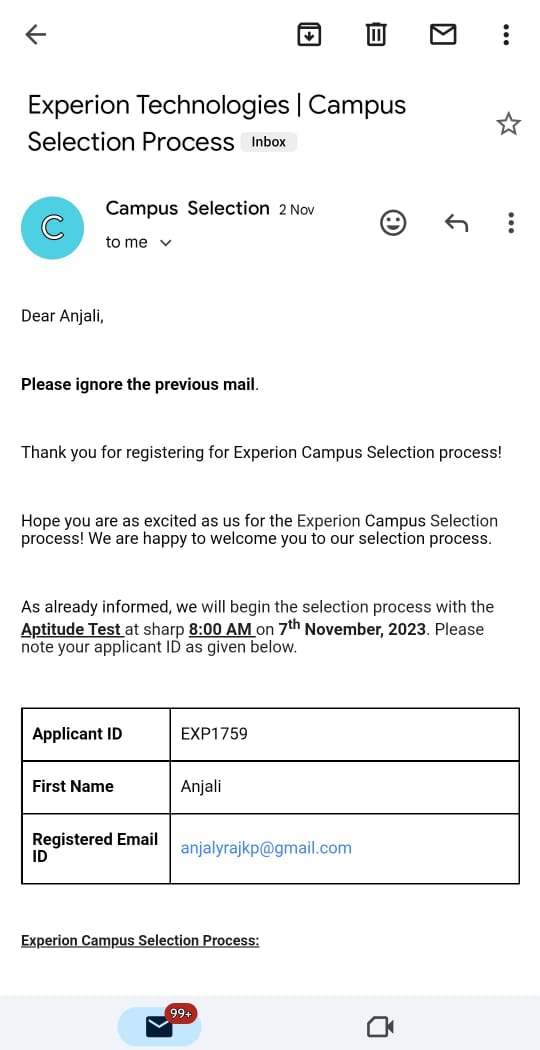 Experion Technologies | Campus
Selection Process Inbox
C
Campus Selection 2 Nov
to me
Dear Anjali,
Please ignore the previous mail.
Thank you for registering for Experion Campus Selection process!
Hope you are as excited as us for the Experion Campus Selection
process! We are happy to welcome you to our selection process.
As already informed, we will begin the selection process with the
Aptitude Test at sharp 8:00 AM on 7th November, 2023. Please
note your applicant ID as given below.
Applicant ID EXP1759
First Name Anjali
Registered Email
ID anjalyrajkp@gmail.com
Experion Campus Selection Process:
99+